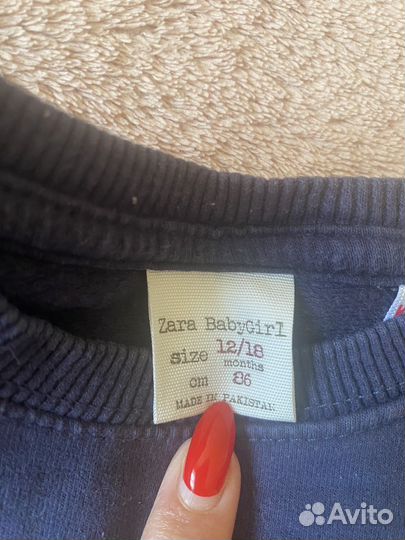 Zara BabyGirl
size 12/18
months
cm 86
MADE IN PAKISTAN
Avito